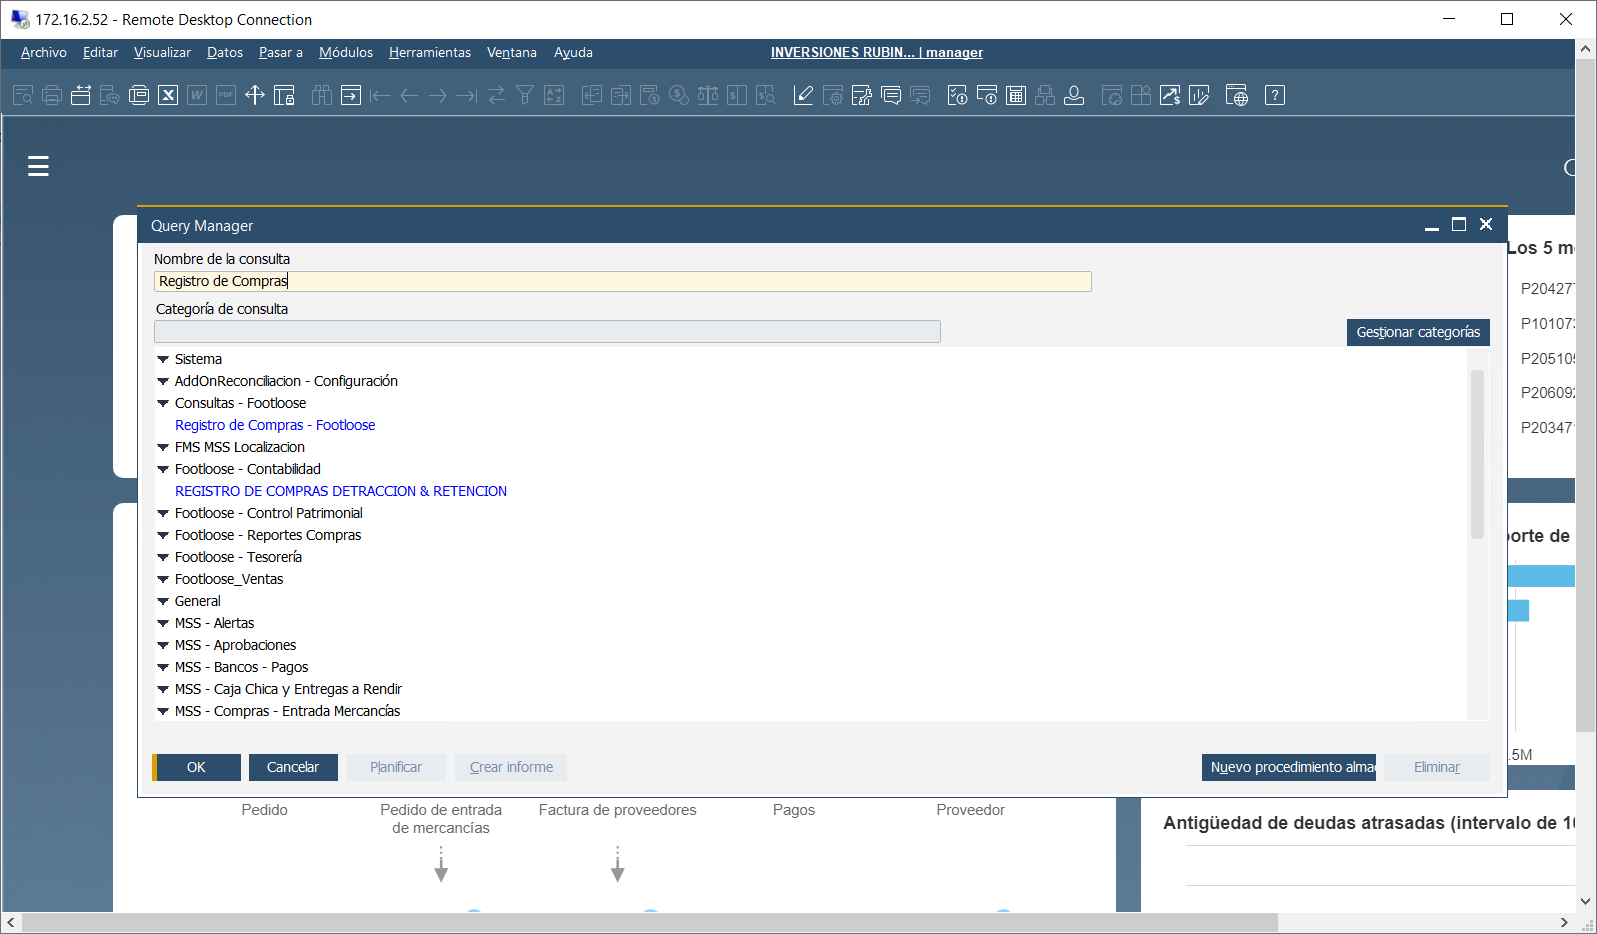 172.16.2.52 - Remote Desktop Connection
Archivo Editar Visualizar Datos Pasar a Módulos Herramientas Ventana Ayuda INVERSIONES RUBIN... | manager
Query Manager
Nombre de la consulta
Registro de Compras
Categoría de consulta
Gestionar categorías
Sistema
AddOnReconciliacion - Configuración
Consultas - Footloose
Registro de Compras - Footloose
FMS MSS Localizacion
Footloose - Contabilidad
REGISTRO DE COMPRAS DETRACCION & RETENCION
Footloose - Control Patrimonial
Footloose - Reportes Compras
Footloose - Tesorería
Footloose_Ventas
General
MSS - Alertas
MSS - Aprobaciones
MSS - Bancos - Pagos
MSS - Caja Chica y Entregas a Rendir
MSS - Compras - Entrada Mercancías
OK Cancelar Planificar Crear informe Nuevo procedimiento alma Eliminar
Los 5 m
P20427
P10107
P20510
P20609
P20347
orte de
.5M
Pedido
Pedido de entrada
de mercancías
Factura de proveedores
Pagos
Proveedor
Antigüedad de deudas atrasadas (intervalo de 10